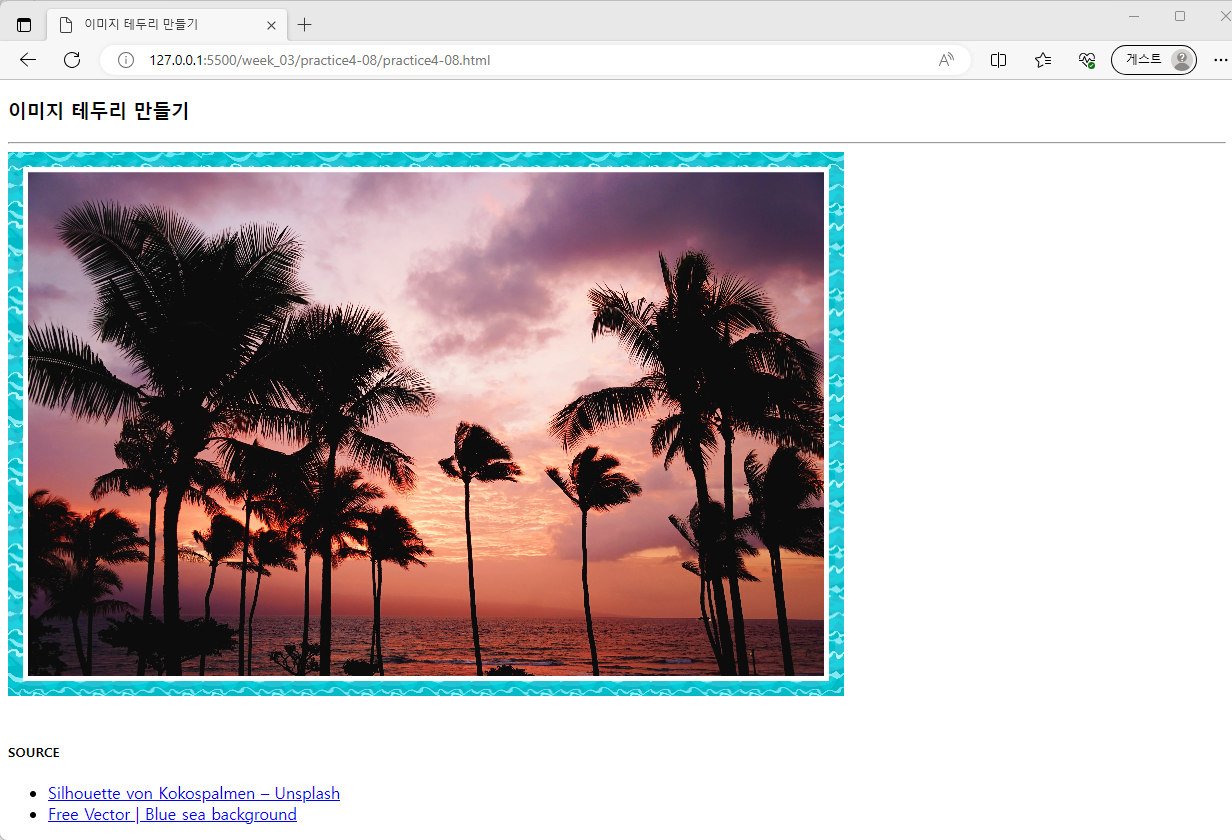 이미지 테두리 만들기
127.0.0.1:5500/week_03/practice4-08/practice4-08.html
게스트
이미지 테두리 만들기
SOURCE
Silhouette von Kokospalmen – Unsplash
Free Vector | Blue sea background